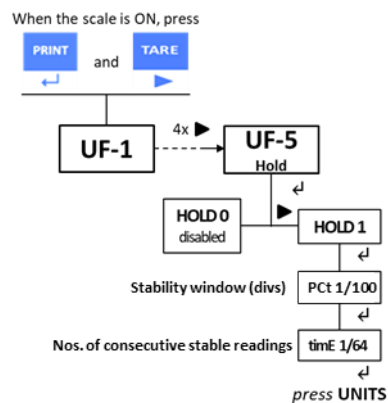 When the scale is ON, press
PRINT and TARE
4x
UF-1
UF-5
Hold
HOLD 0
disabled
HOLD 1
Stability window (divs) PCt 1/100
Nos. of consecutive stable readings timE 1/64
press UNITS